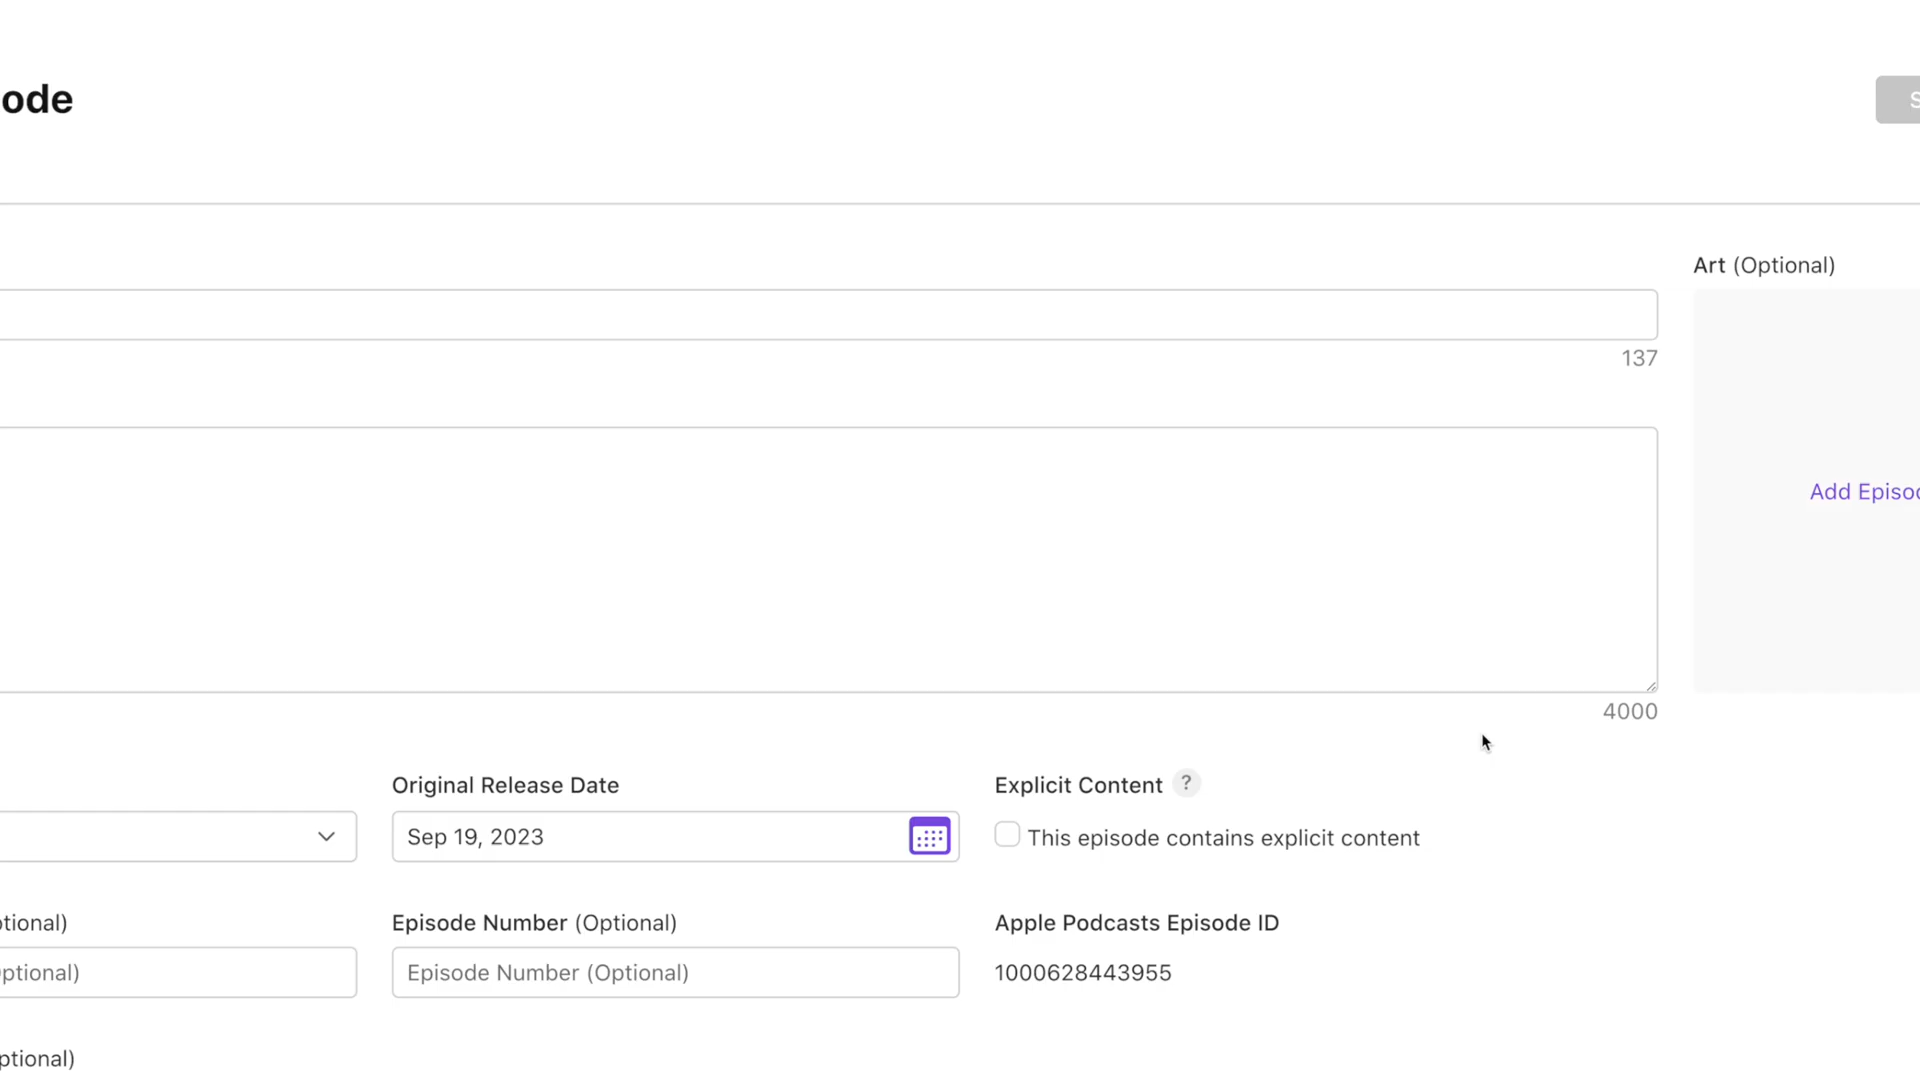 ode
S
Art (Optional)
137
Add Episod
4000
Original Release Date
Explicit Content ?
Sep 19, 2023
This episode contains explicit content
tional)
Episode Number (Optional)
Apple Podcasts Episode ID
ptional)
Episode Number (Optional)
1000628443955
ptional)